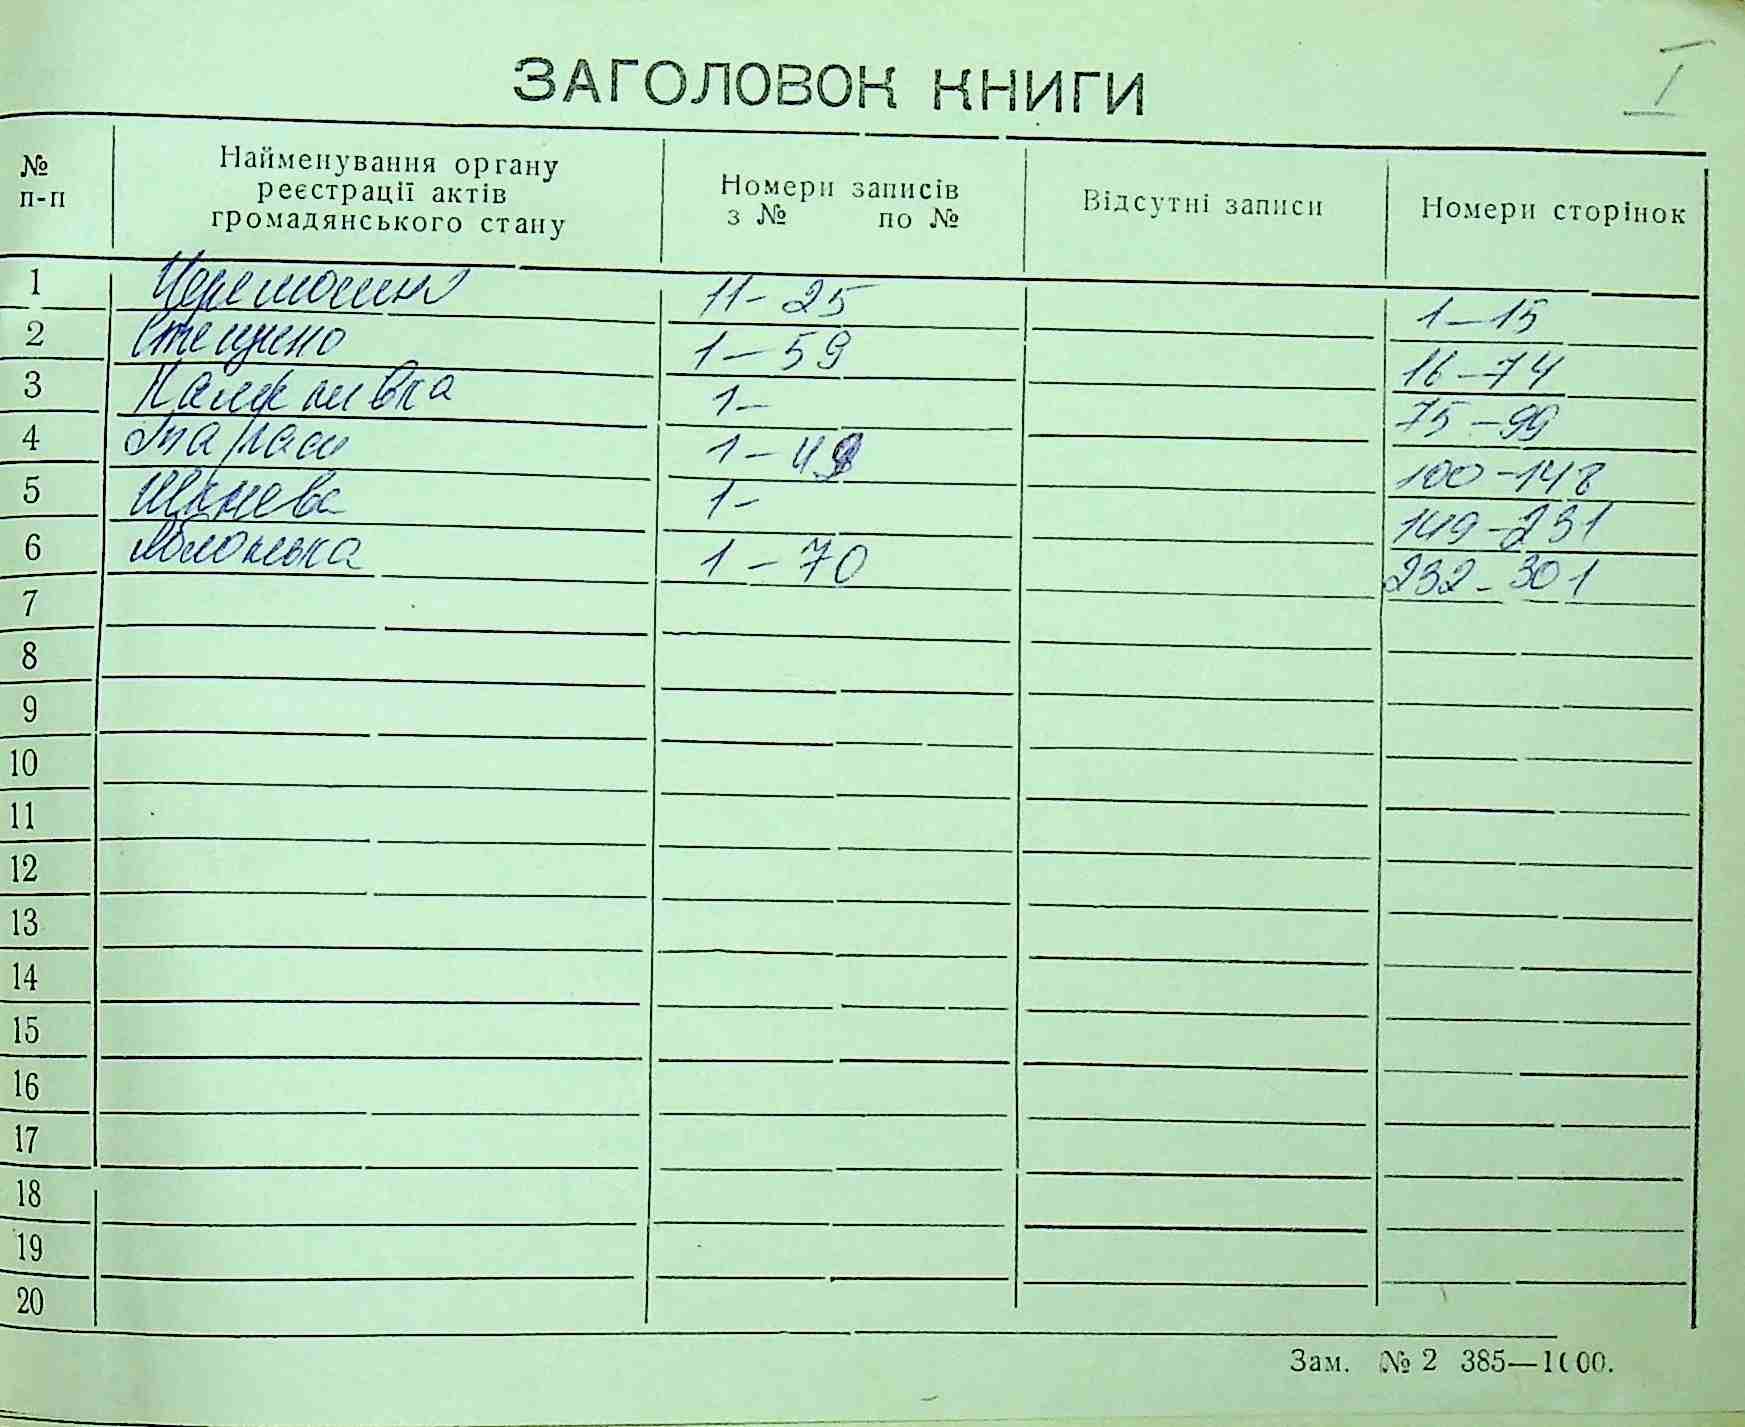 ЗАГОЛОВОК КНИГИ
I
№ п-п Найменування органу реєстрації актів громадянського стану Номери записів з № по № Відсутні записи Номери сторінок
1 11-25 1-15
2 Стещино 1-59 16-74
3 1- 75-99
4 1-49 100-148
5 1- 149-231
6 Яблонька 1-70 232-301
7
8
9
10
11
12
13
14
15
16
17
18
19
20
Зам. № 2 385—1000.